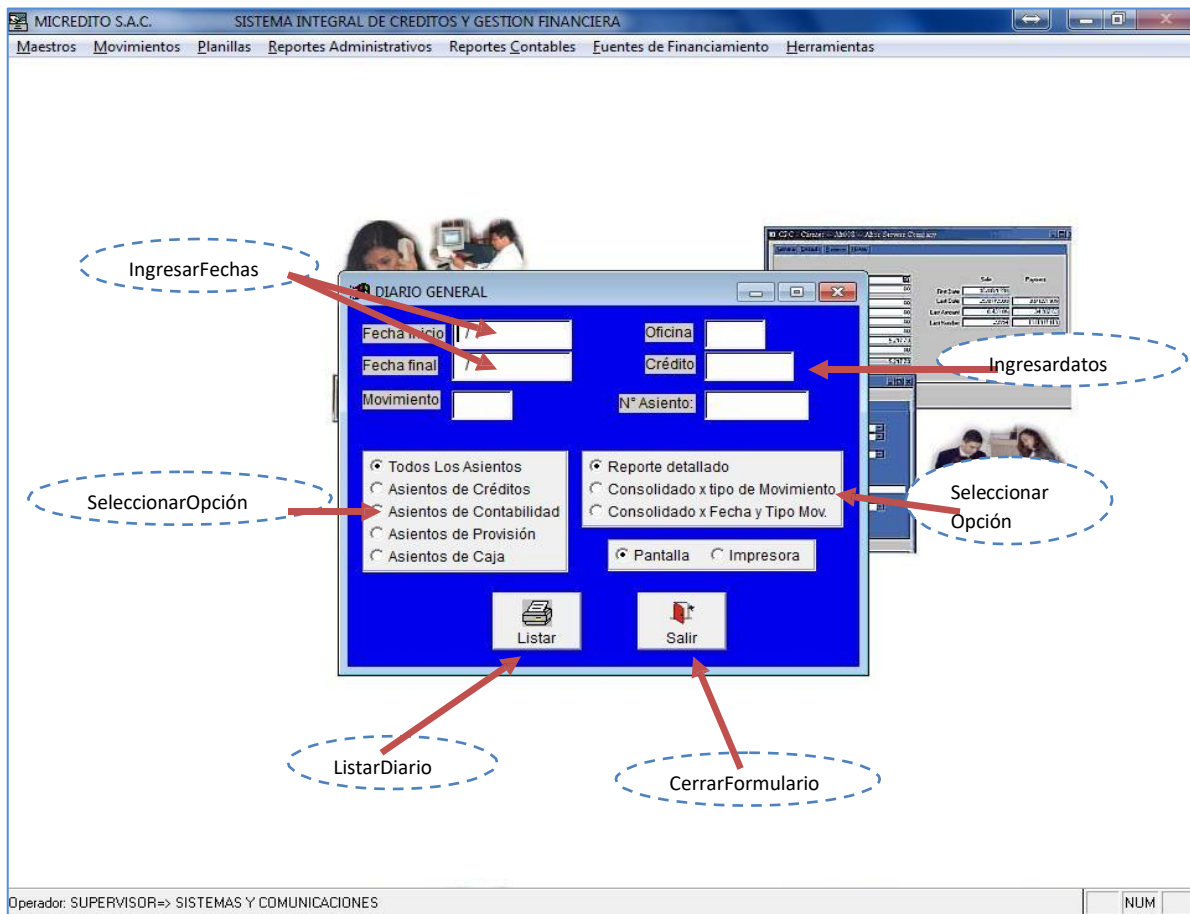 MICREDITO S.A.C. SISTEMA INTEGRAL DE CREDITOS Y GESTION FINANCIERA
Maestros Movimientos Planillas Reportes Administrativos Reportes Contables Fuentes de Financiamiento Herramientas
IngresarFechas
DIARIO GENERAL
Fecha inicio / Oficina
Fecha final / Crédito
Movimiento N° Asiento:
Ingresardatos
Todos Los Asientos
Asientos de Créditos
Asientos de Contabilidad
Asientos de Provisión
Asientos de Caja
Reporte detallado
Consolidado x tipo de Movimiento
Consolidado x Fecha y Tipo Mov.
Pantalla Impresora
SeleccionarOpción
Seleccionar
Opción
Listar Salir
ListarDiario
CerrarFormulario
Operador: SUPERVISOR=> SISTEMAS Y COMUNICACIONES NUM